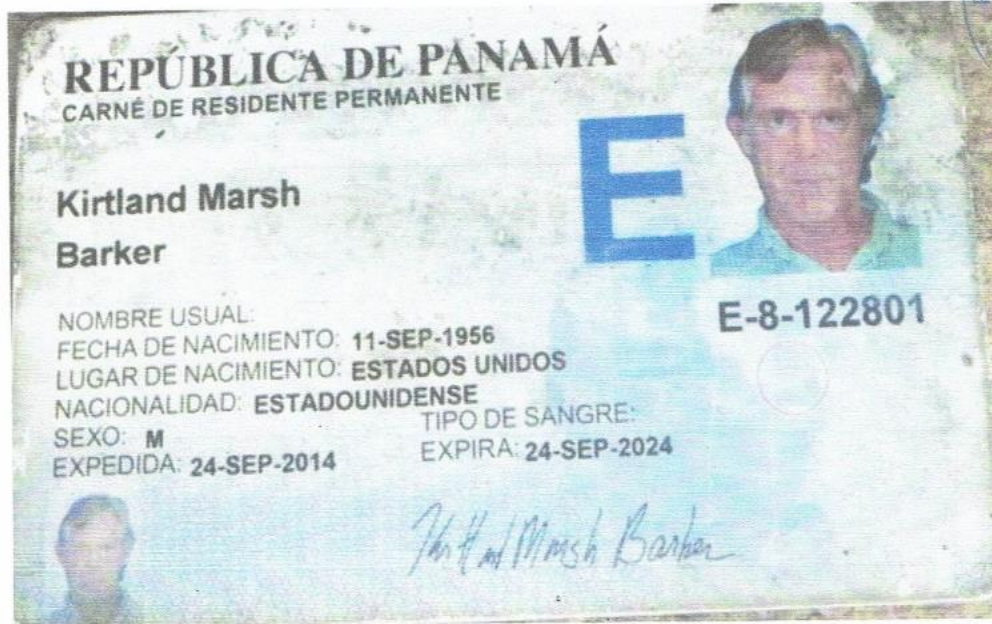 REPÚBLICA DE PANAMÁ
CARNÉ DE RESIDENTE PERMANENTE
E
Kirtland Marsh
Barker
E-8-122801
NOMBRE USUAL:
FECHA DE NACIMIENTO: 11-SEP-1956
LUGAR DE NACIMIENTO: ESTADOS UNIDOS
NACIONALIDAD: ESTADOUNIDENSE
SEXO: M TIPO DE SANGRE:
EXPEDIDA: 24-SEP-2014 EXPIRA: 24-SEP-2024
Kirtland Marsh Barker